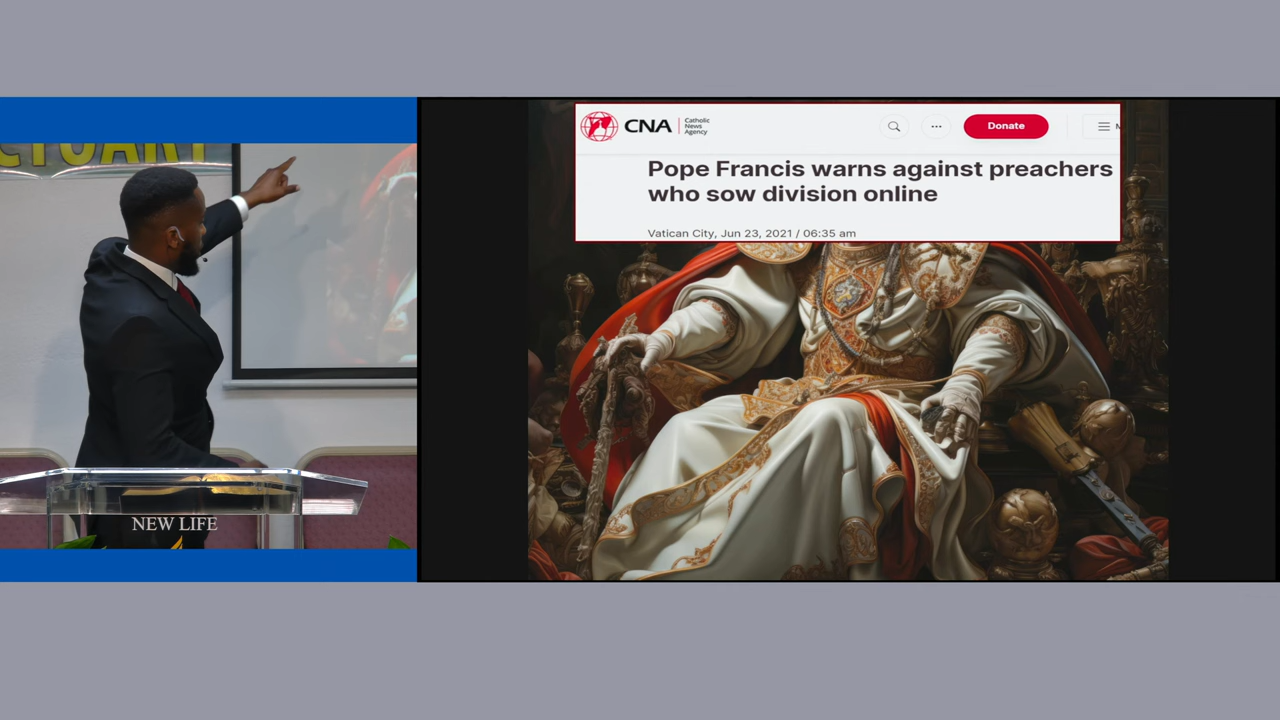 NEW LIFE
CNA
Catholic
News
Agency
Donate
Pope Francis warns against preachers
who sow division online
Vatican City, Jun 23, 2021 / 06:35 am